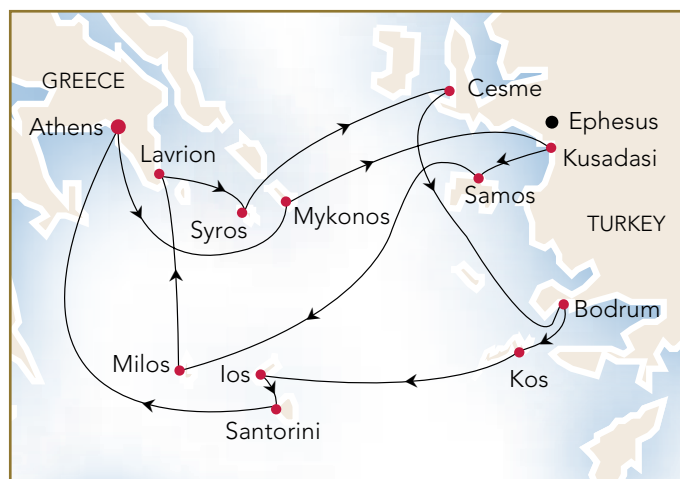 GREECE
Athens
Lavrion
Syros
Mykonos
Cesme
Ephesus
Kusadasi
Samos
TURKEY
Bodrum
Kos
Milos
Ios
Santorini